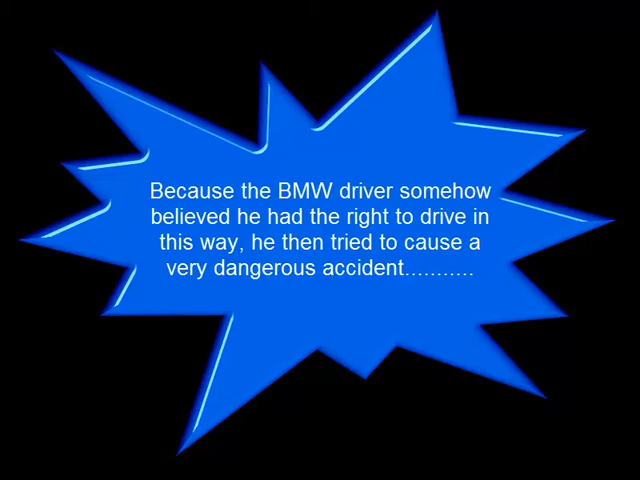 Because the BMW driver somehow
believed he had the right to drive in
this way, he then tried to cause a
very dangerous accident...........